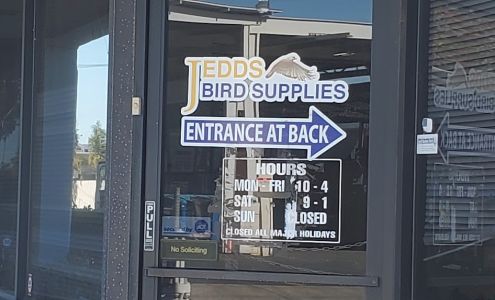 JEDDS
BIRD SUPPLIES
ENTRANCE AT BACK
HOURS
MON - FRI 10 - 4
SAT 9 - 1
SUN CLOSED
CLOSED ALL MAJOR HOLIDAYS
PULL
ADT
No Soliciting